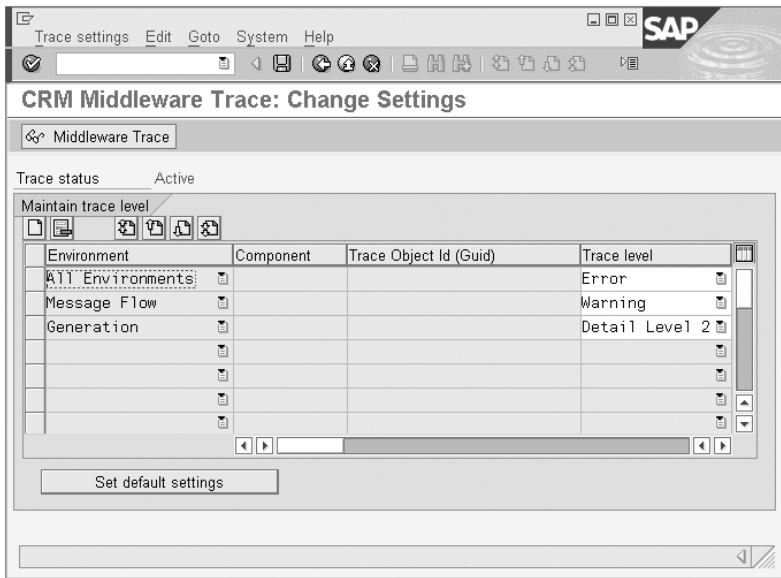 Trace settings Edit Goto System Help
SAP
CRM Middleware Trace: Change Settings
Middleware Trace
Trace status Active
Maintain trace level
Environment Component Trace Object Id (Guid) Trace level
All Environments Error
Message Flow Warning
Generation Detail Level 2
Set default settings